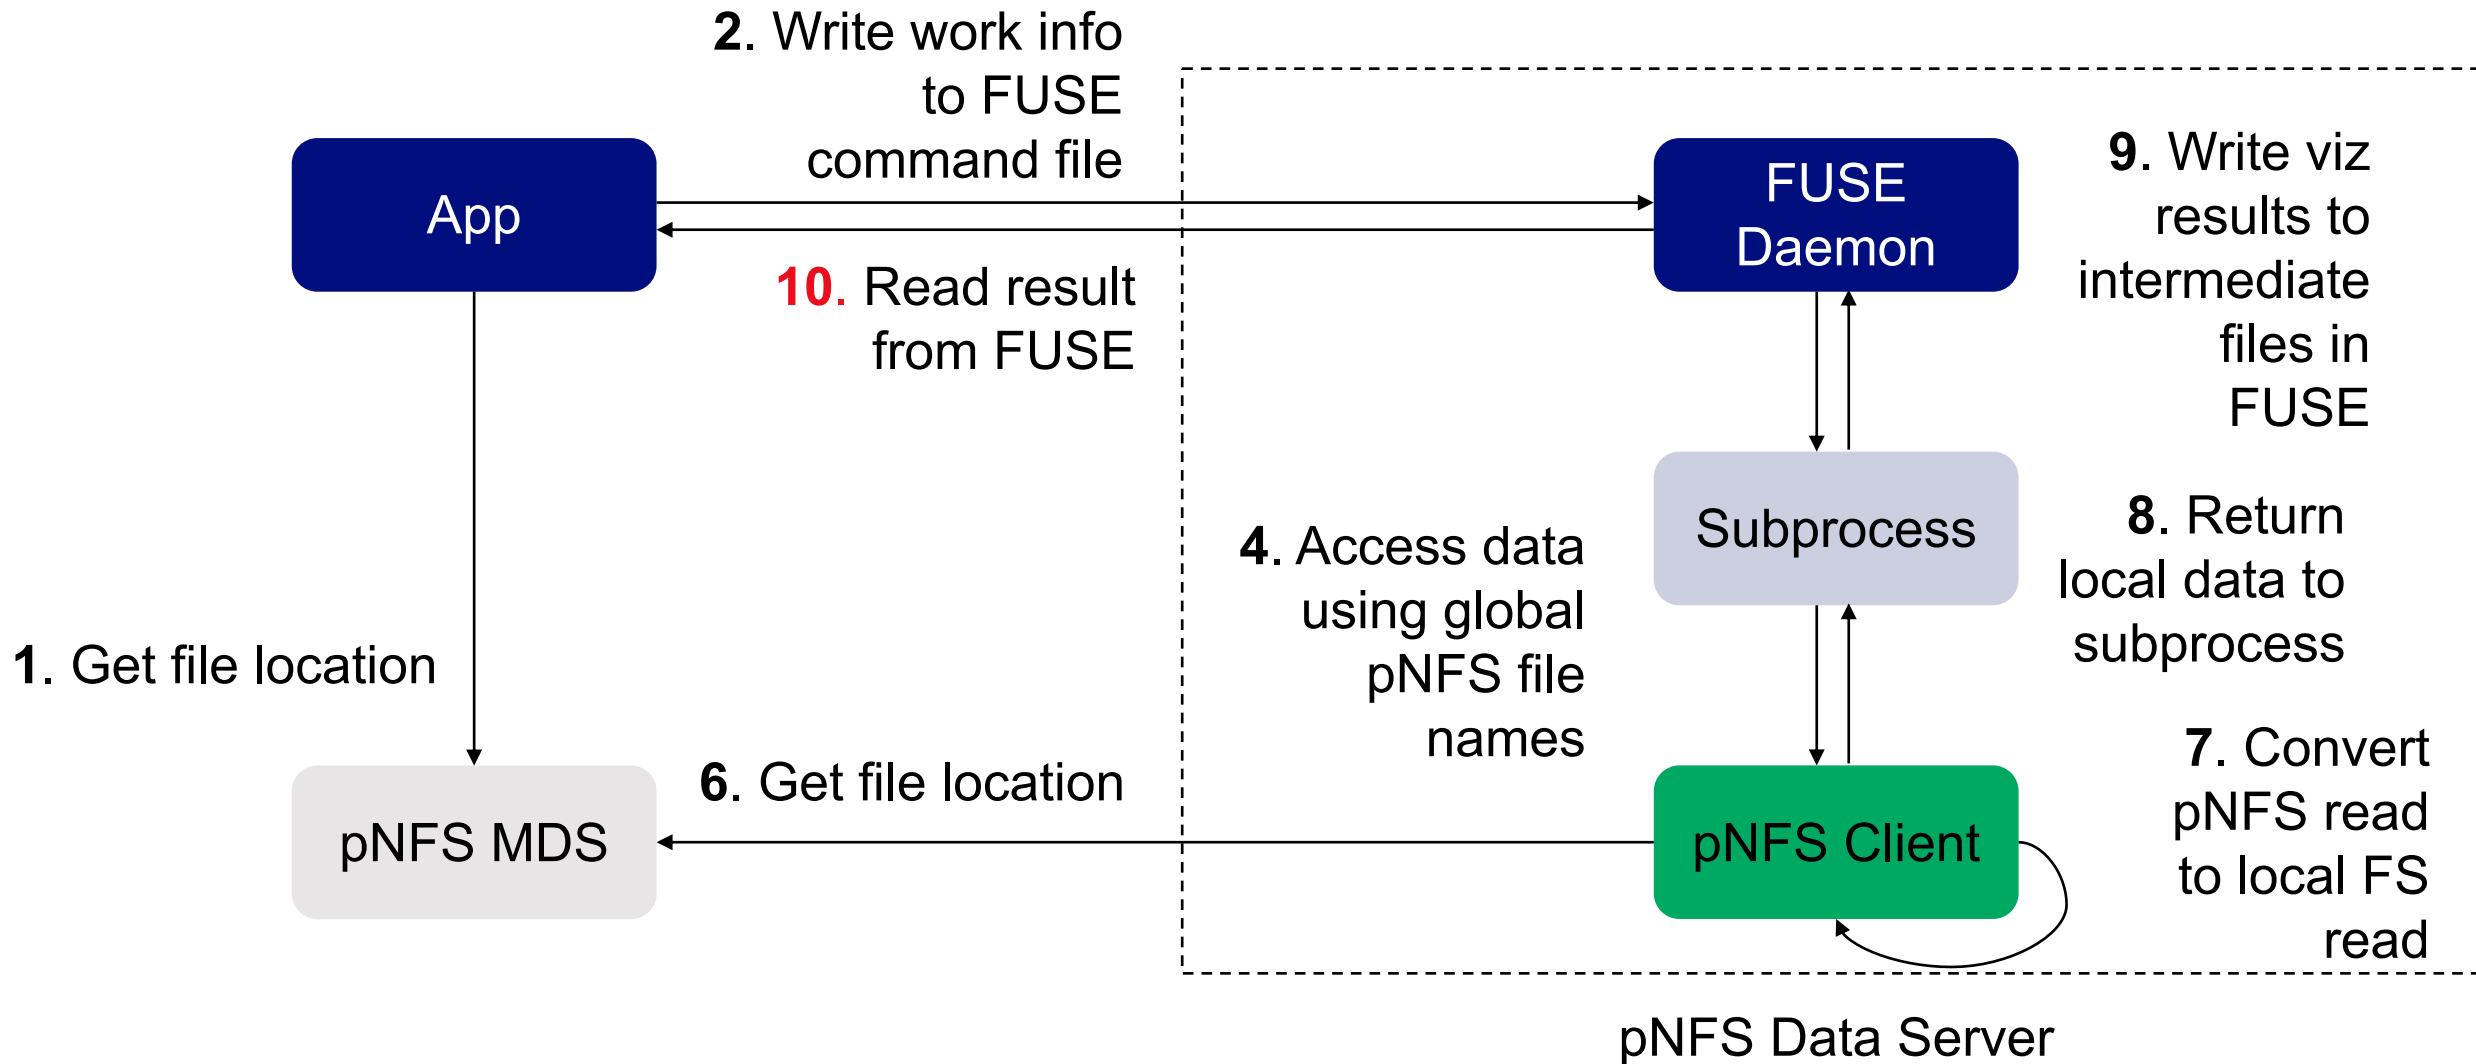 2. Write work info
to FUSE
command file
App
FUSE
Daemon
9. Write viz
results to
intermediate
files in
FUSE
10. Read result
from FUSE
Subprocess
8. Return
local data to
subprocess
4. Access data
using global
pNFS file
names
1. Get file location
6. Get file location
7. Convert
pNFS read
to local FS
read
pNFS MDS
pNFS Client
pNFS Data Server